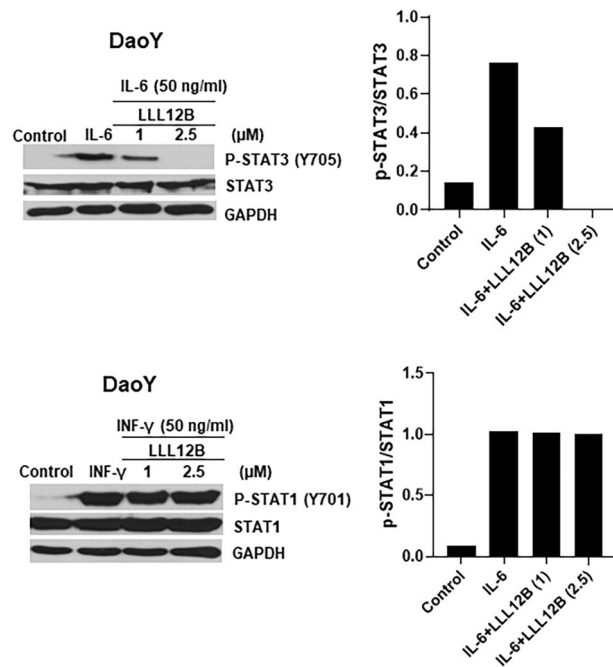 DaoY
IL-6 (50 ng/ml)
LLL12B
Control IL-6 1 2.5 (μM)
P-STAT3 (Y705)
STAT3
GAPDH
p-STAT3/STAT3
0.8
0.6
0.4
0.2
0.0
Control
IL-6
IL-6+LLL12B (1)
IL-6+LLL12B (2.5)
DaoY
INF-γ (50 ng/ml)
LLL12B
Control INF-γ 1 2.5 (μM)
P-STAT1 (Y701)
STAT1
GAPDH
p-STAT1/STAT1
1.5
1.0
0.5
0.0
Control
IL-6
IL-6+LLL12B (1)
IL-6+LLL12B (2.5)